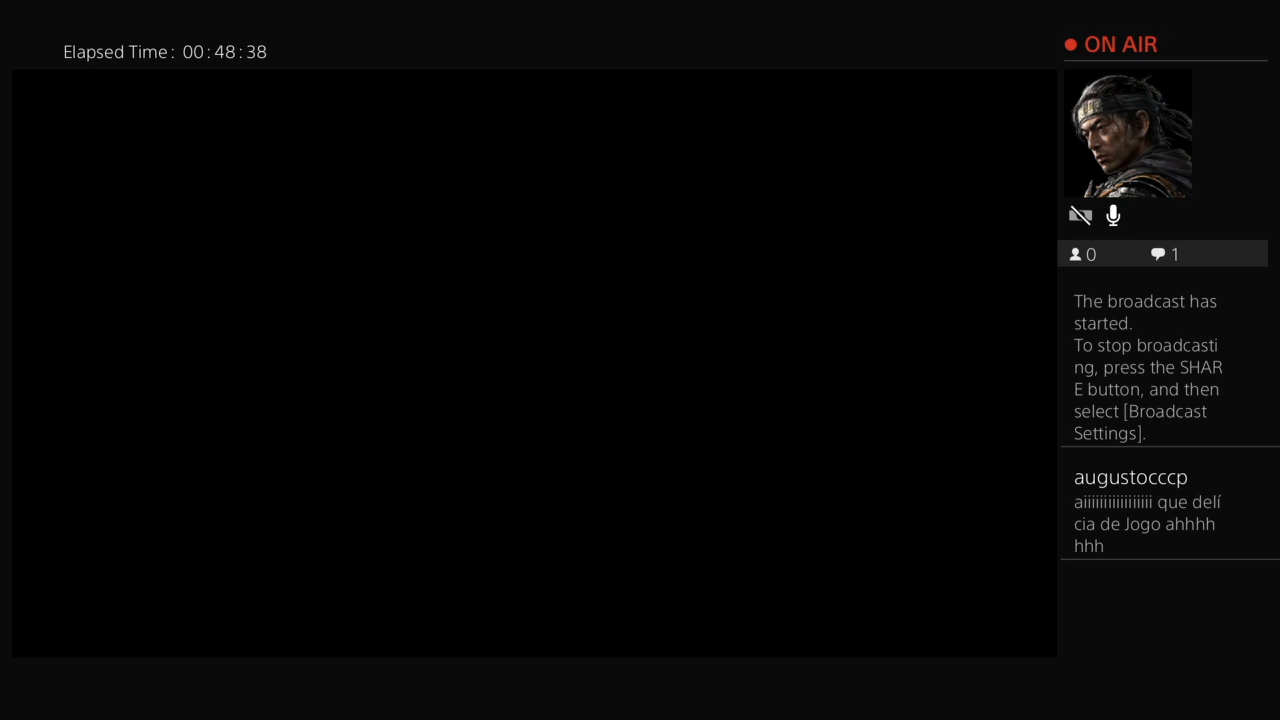 Elapsed Time: 00:48:38
ON AIR
0 1
The broadcast has
started.
To stop broadcasti
ng, press the SHAR
E button, and then
select [Broadcast
Settings].
augustocccp
aiiiiiiiiiiiiiiiii que delí
cia de Jogo ahhhh
hhh